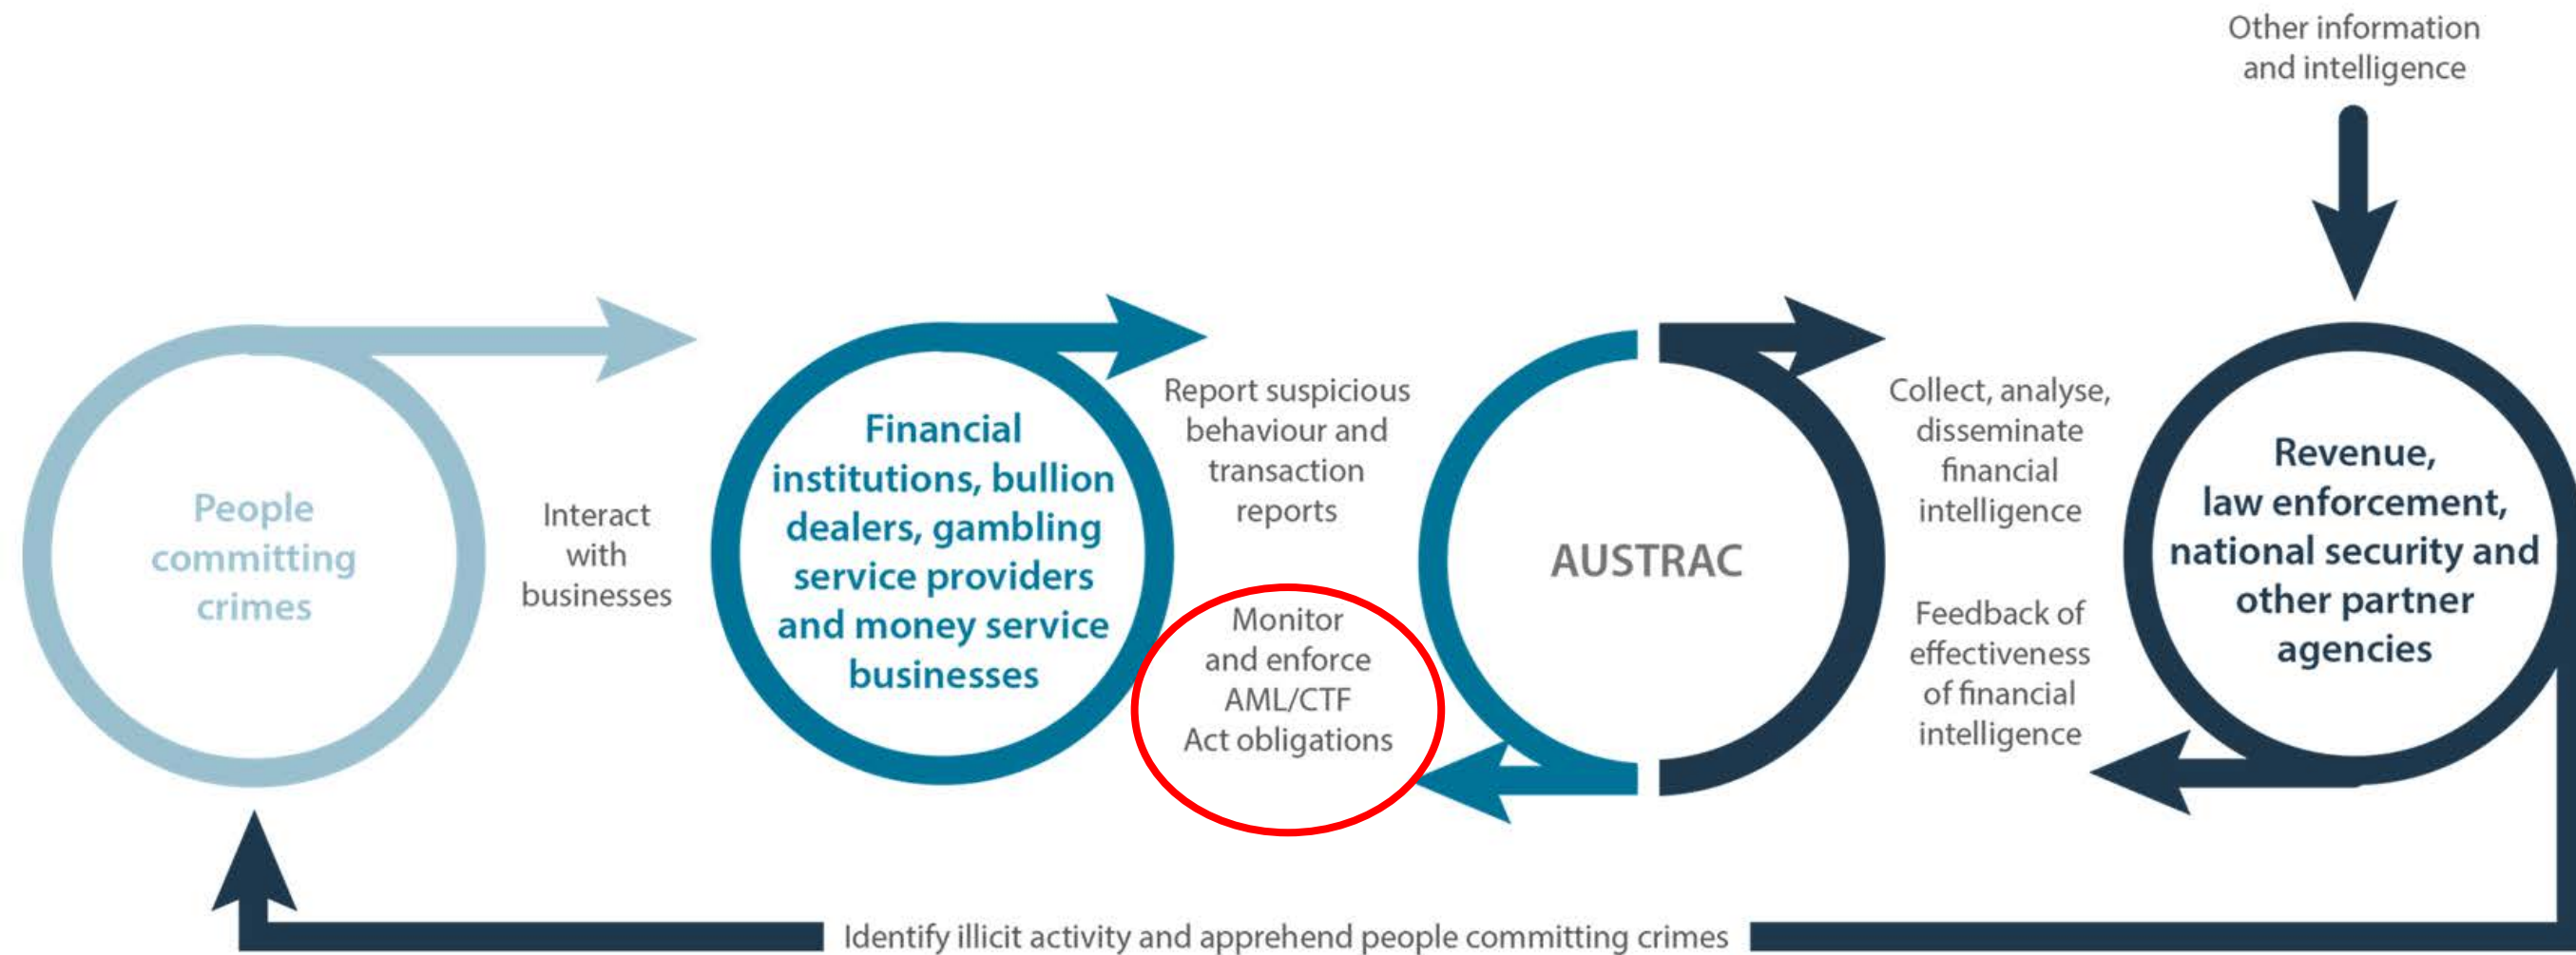 Other information
and intelligence
People
committing
crimes
Interact
with
businesses
Financial
institutions, bullion
dealers, gambling
service providers
and money service
businesses
Report suspicious
behaviour and
transaction
reports
Monitor
and enforce
AML/CTF
Act obligations
AUSTRAC
Collect, analyse,
disseminate
financial
intelligence
Feedback of
effectiveness
of financial
intelligence
Revenue,
law enforcement,
national security and
other partner
agencies
Identify illicit activity and apprehend people committing crimes